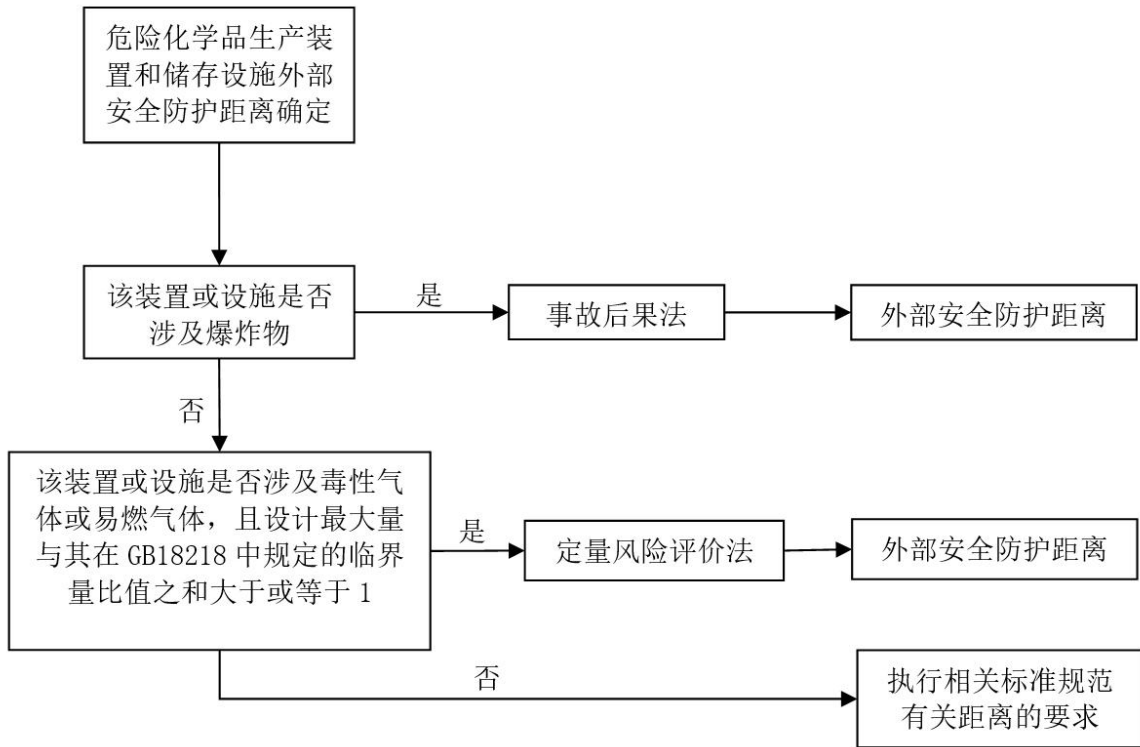 危险化学品生产装
置和储存设施外部
安全防护距离确定
该装置或设施是否
涉及爆炸物
是
事故后果法
外部安全防护距离
否
该装置或设施是否涉及毒性气
体或易燃气体，且设计最大量
与其在 GB18218 中规定的临界
量比值之和大于或等于 1
是
定量风险评价法
外部安全防护距离
否
执行相关标准规范
有关距离的要求